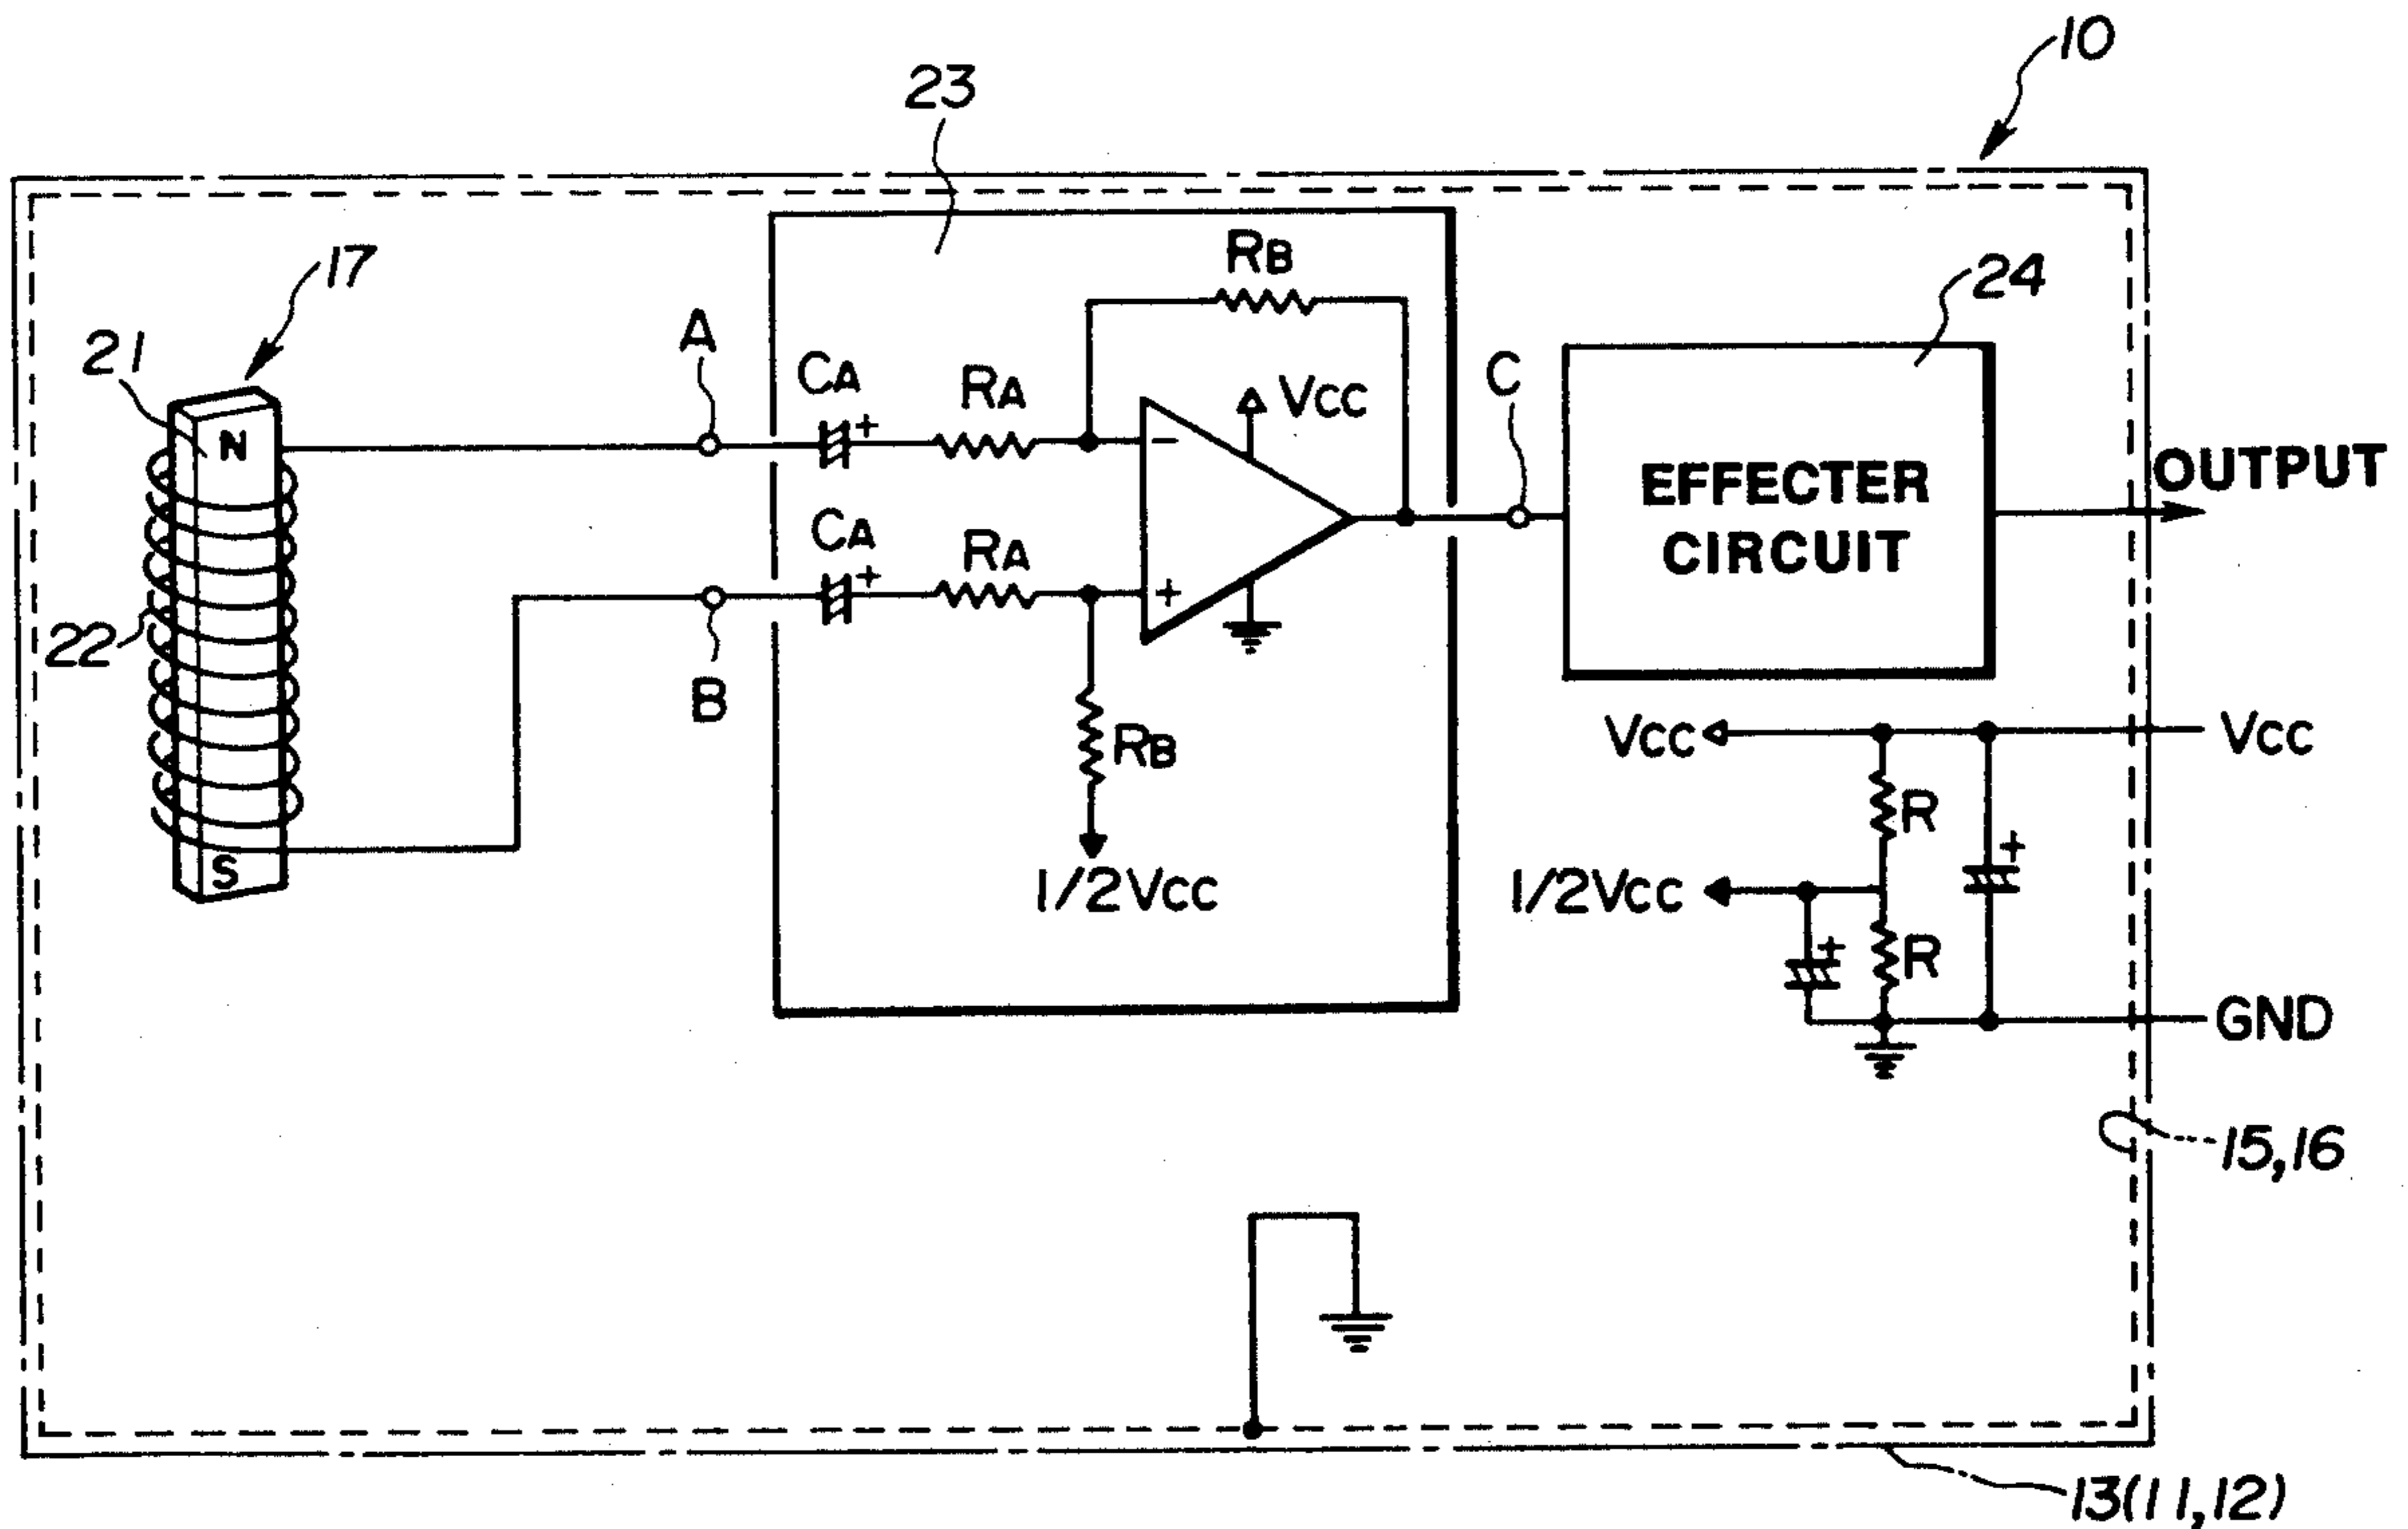 10
23
17
RB
24
A
21
CA
+
RA
VCC
C
N
−
OUTPUT
EFFECTER
CIRCUIT
CA
+
RA
+
22
B
RB
VCC
VCC
R
+
1/2VCC
1/2VCC
S
+
R
GND
15,16
13(11,12)